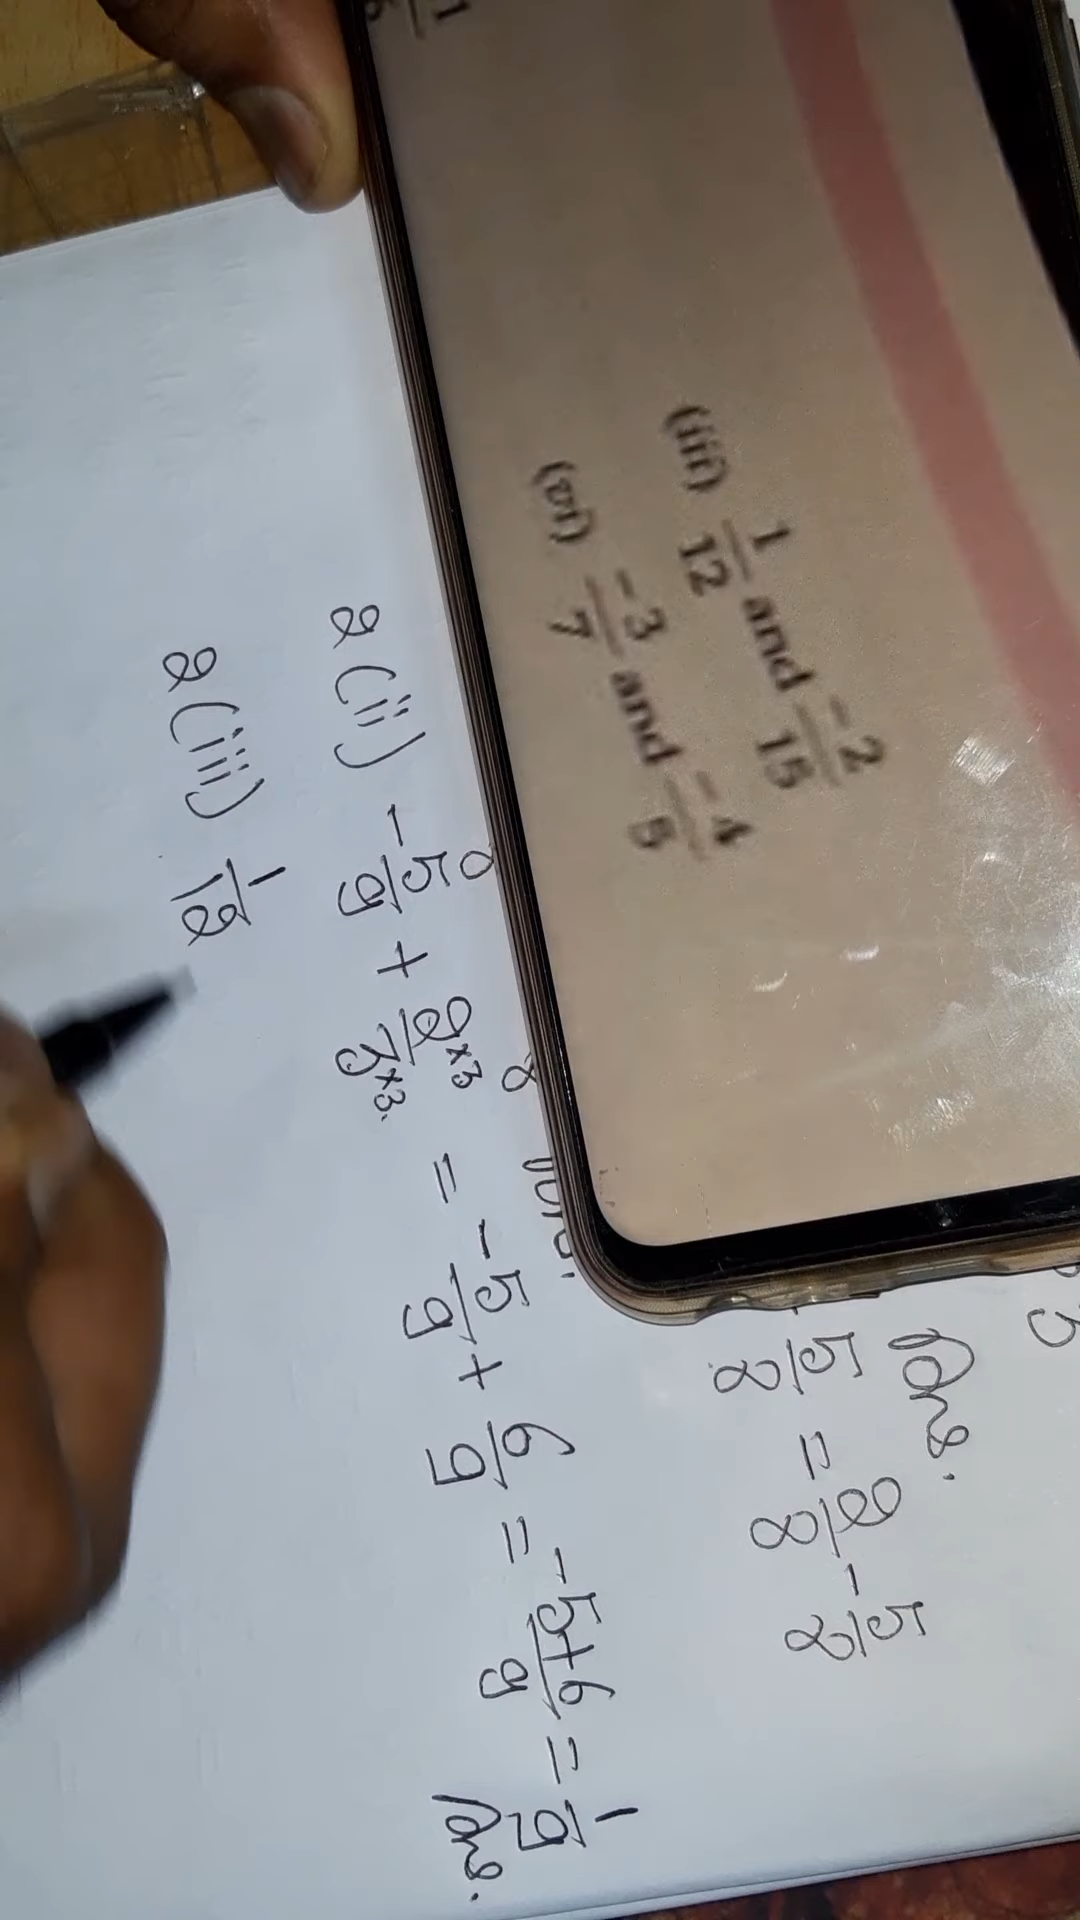 (iii) 1/12 and -2/15
(vi) -3/7 and -4/5
5/8 = 2/8 - 5/8
Ans.
2(ii) -5/9 + 2×3/3×3. = -5/9 + 6/9 = -5+6/9 = 1/9
Ans.
2(iii) 1/12